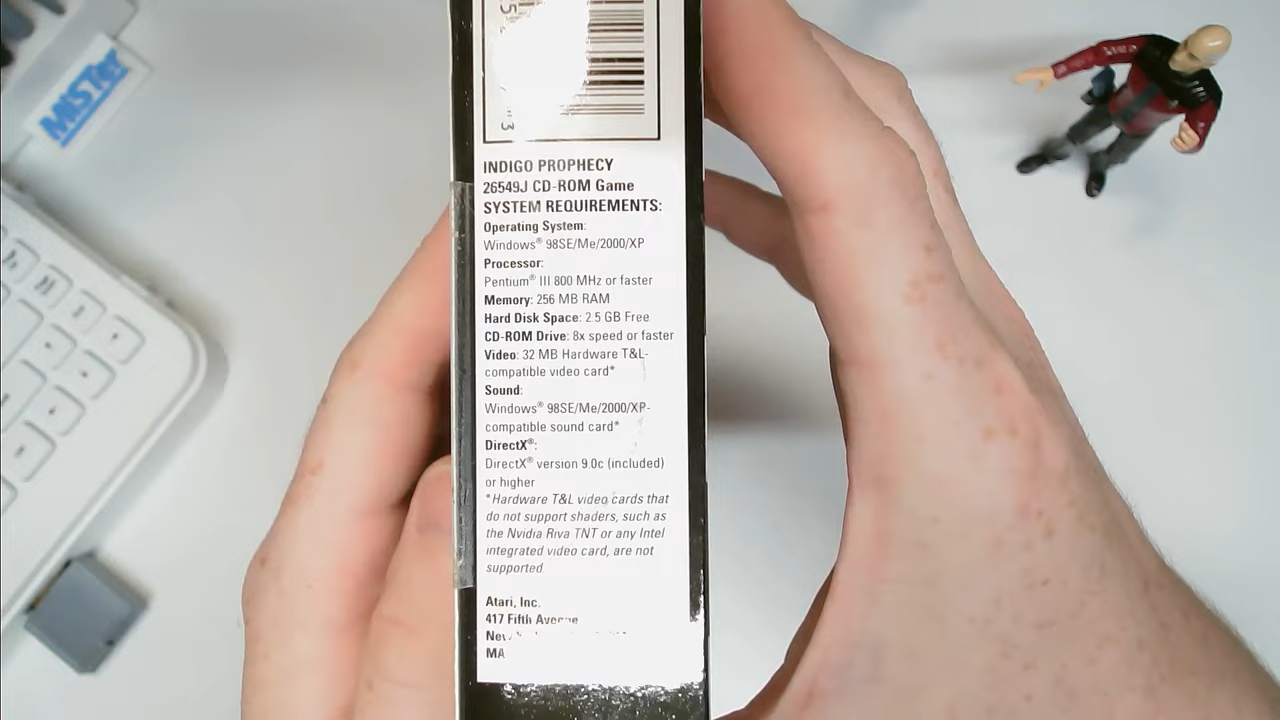 MiSTer
INDIGO PROPHECY
26549J CD-ROM Game
SYSTEM REQUIREMENTS:
Operating System:
Windows® 98SE/Me/2000/XP
Processor:
Pentium® III 800 MHz or faster
Memory: 256 MB RAM
Hard Disk Space: 2.5 GB Free
CD-ROM Drive: 8x speed or faster
Video: 32 MB Hardware T&L-
compatible video card*
Sound:
Windows® 98SE/Me/2000/XP-
compatible sound card*
DirectX®:
DirectX® version 9.0c (included)
or higher
*Hardware T&L video cards that
do not support shaders, such as
the Nvidia Riva TNT or any Intel
integrated video card, are not
supported
Atari, Inc.
417 Fifth Avenue
MA